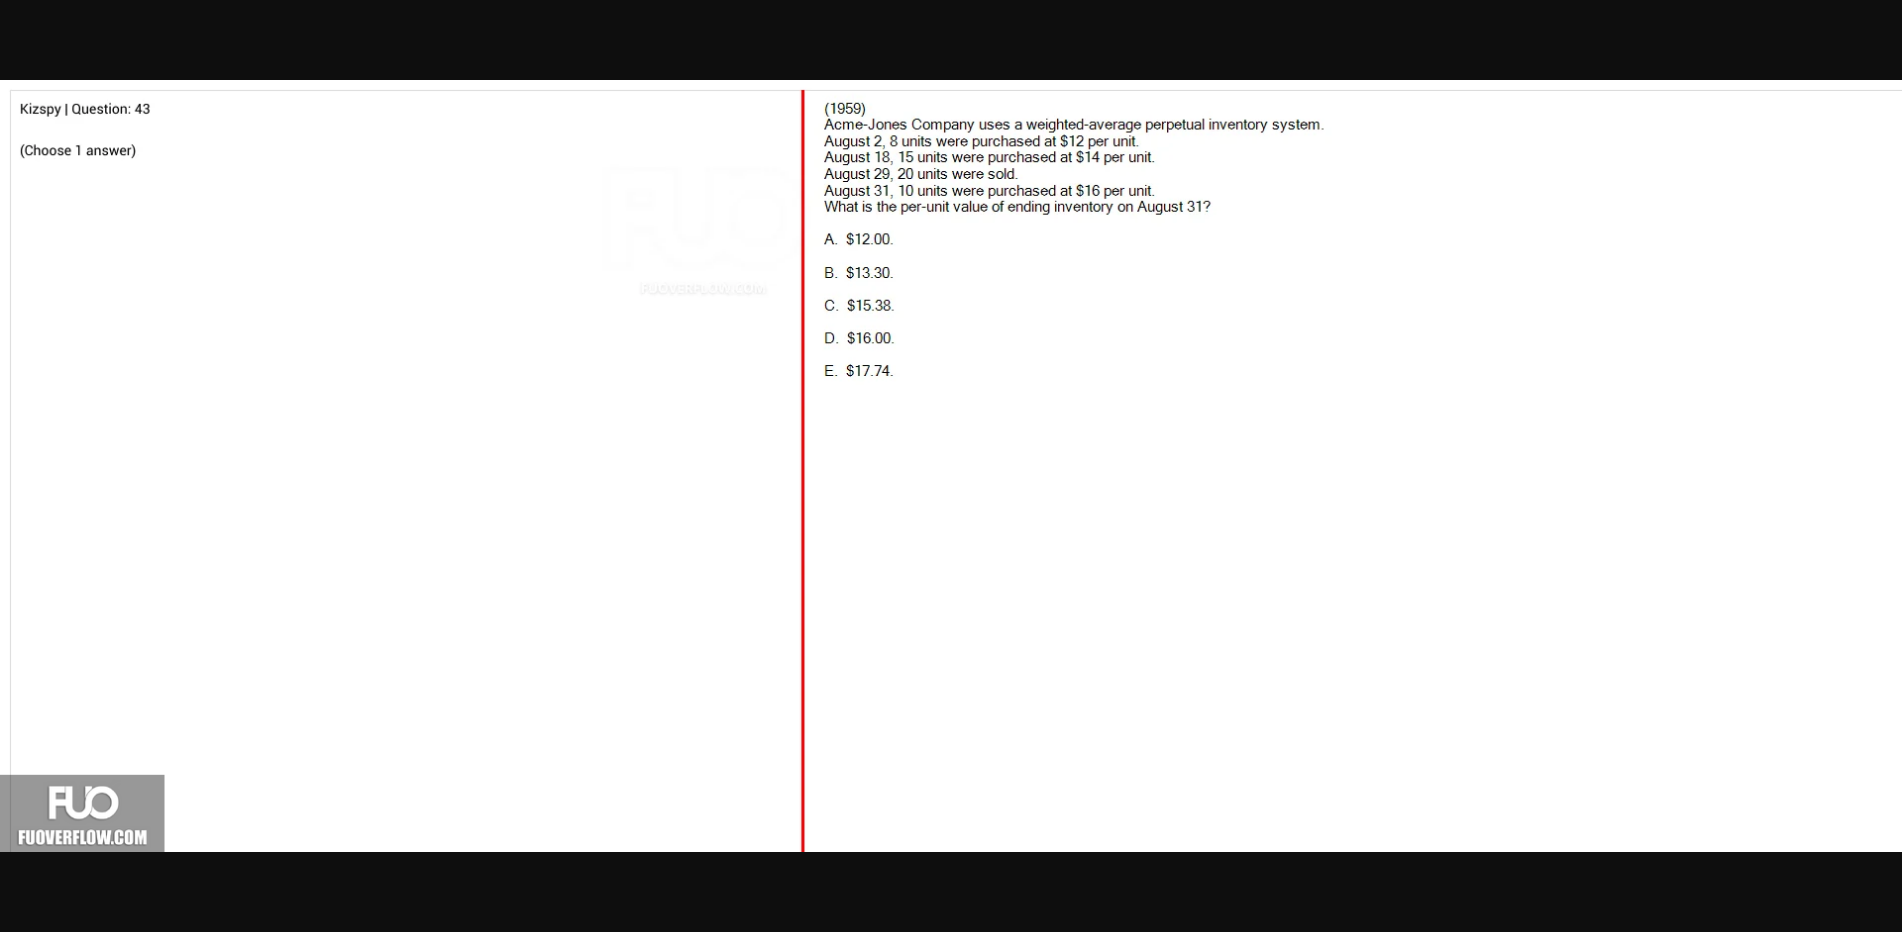 Kizspy | Question: 43
(Choose 1 answer)
FUO
FUOVERFLOW.COM
(1959)
Acme-Jones Company uses a weighted-average perpetual inventory system.
August 2, 8 units were purchased at $12 per unit.
August 18, 15 units were purchased at $14 per unit.
August 29, 20 units were sold.
August 31, 10 units were purchased at $16 per unit.
What is the per-unit value of ending inventory on August 31?
A. $12.00.
B. $13.30.
C. $15.38.
D. $16.00.
E. $17.74.
FUO
FUOVERFLOW.COM